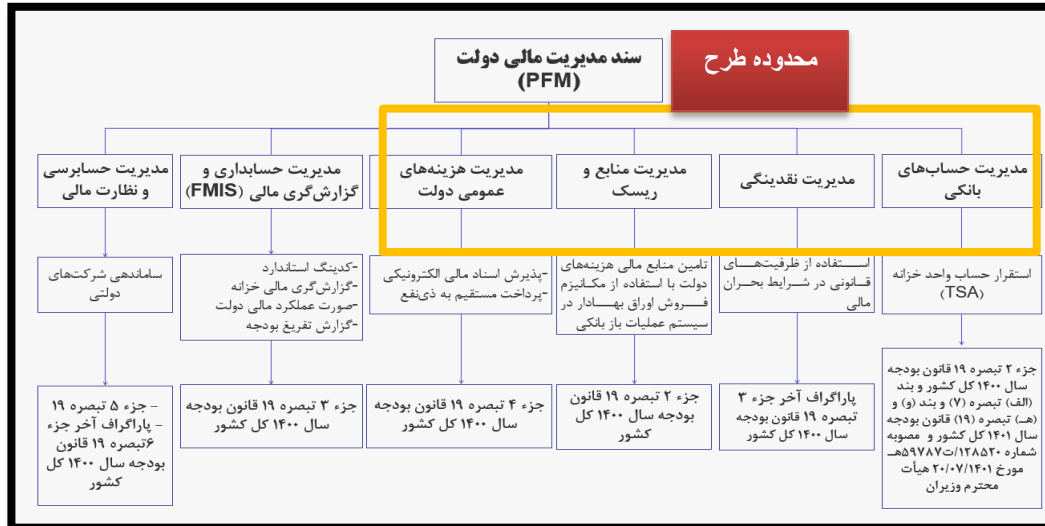 سند مدیریت مالی دولت
(PFM)
محدوده طرح
مدیریت حساب‌های
بانکی
مدیریت نقدینگی
مدیریت منابع و
ریسک
مدیریت هزینه‌های
عمومی دولت
مدیریت حسابداری و
گزارش‌گری مالی (FMIS)
مدیریت حسابرسی
و نظارت مالی
استقرار حساب واحد خزانه
(TSA)
استفاده از ظرفیت‌های
قانونی در شرایط بحران
مالی
تامین منابع مالی هزینه‌های
دولت با استفاده از مکانیزم
فروش اوراق بهادار در
سیستم عملیات باز بانکی
-پذیرش اسناد مالی الکترونیکی
-پرداخت مستقیم به ذی‌نفع
-کدینگ استاندارد
-گزارش‌گری مالی خزانه
-صورت عملکرد مالی دولت
-گزارش تفریغ بودجه
ساماندهی شرکت‌های
دولتی
جزء ۲ تبصره ۱۹ قانون بودجه
سال ۱۴۰۰ کل کشور و بند
(الف) تبصره (۷) و بند (و) و
(هـ) تبصره (۱۹) قانون بودجه
سال ۱۴۰۱ کل کشور و مصوبه
شماره ۱۲۸۵۲۰/ت۵۹۷۸۷هـ
مورخ ۲۰/۰۷/۱۴۰۱ هیأت
محترم وزیران
پاراگراف آخر جزء ۳
تبصره ۱۹ قانون بودجه
سال ۱۴۰۰ کل کشور
جزء ۲ تبصره ۱۹ قانون
بودجه سال ۱۴۰۰ کل
کشور
جزء ۴ تبصره ۱۹ قانون بودجه
سال ۱۴۰۰ کل کشور
جزء ۳ تبصره ۱۹ قانون بودجه
سال ۱۴۰۰ کل کشور
– جزء ۵ تبصره ۱۹
– پاراگراف آخر جزء
۶تبصره ۱۹ قانون
بودجه سال ۱۴۰۰ کل
کشور